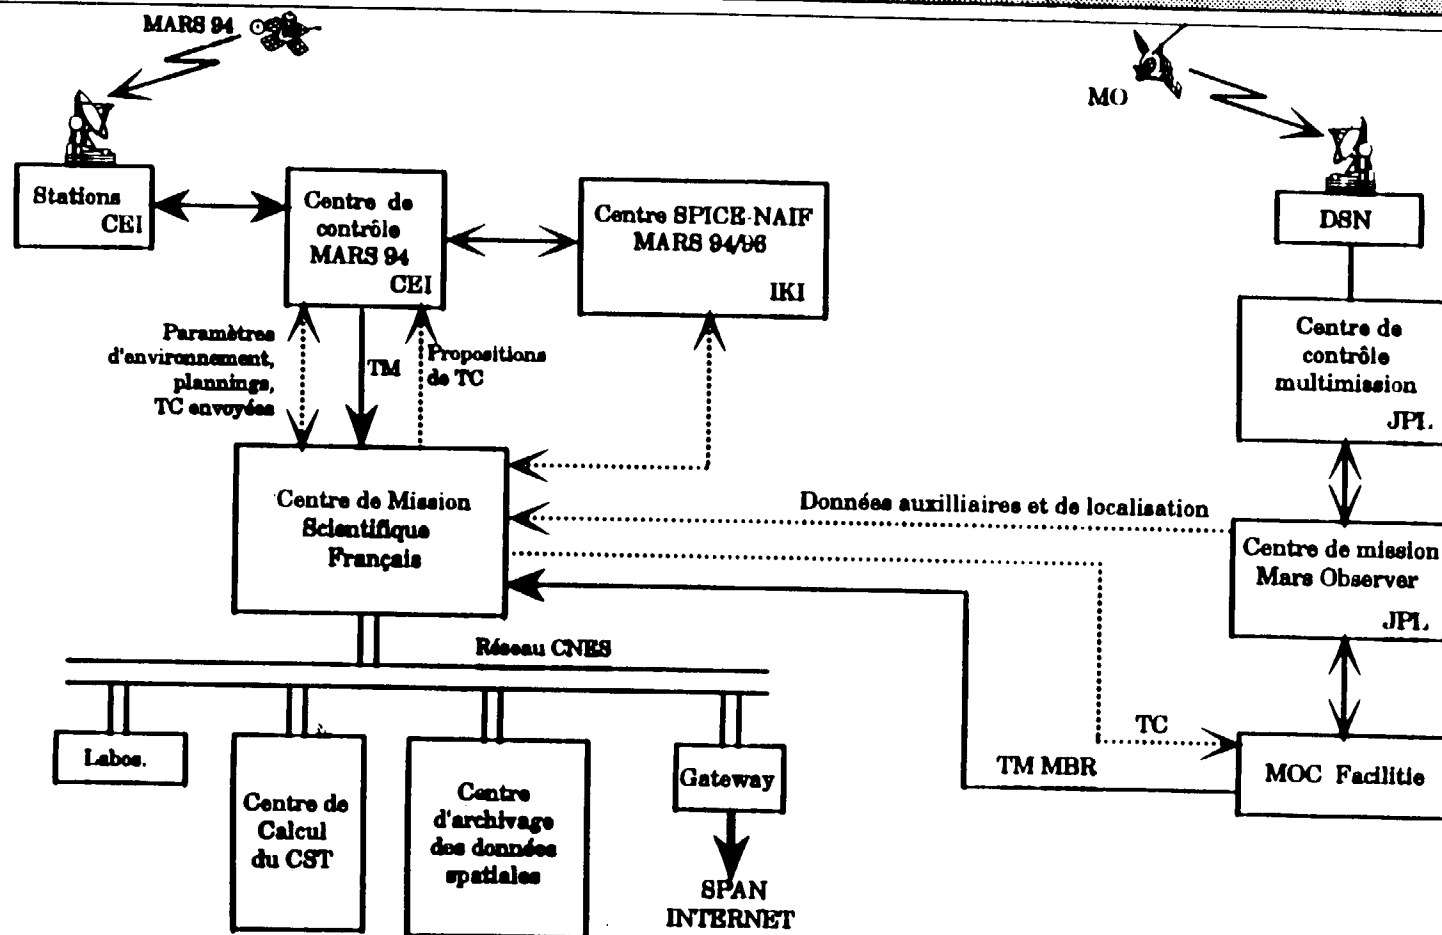 MARS 94
MO
Stations
CEI
Centre de
contrôle
MARS 94
CEI
Centre SPICE-NAIF
MARS 94/96
IKI
DSN
Centre de
contrôle
multimission
JPL
Paramètres
d'environnement,
plannings,
TC envoyées
TM
Propositions
de TC
Centre de Mission
Scientifique
Français
Données auxilliaires et de localisation
Centre de mission
Mars Observer
JPL
Réseau CNES
TC
TM MBR
MOC Facilitie
Labos.
Centre de
Calcul
du CST
Centre
d'archivage
des données
spatiales
Gateway
SPAN
INTERNET